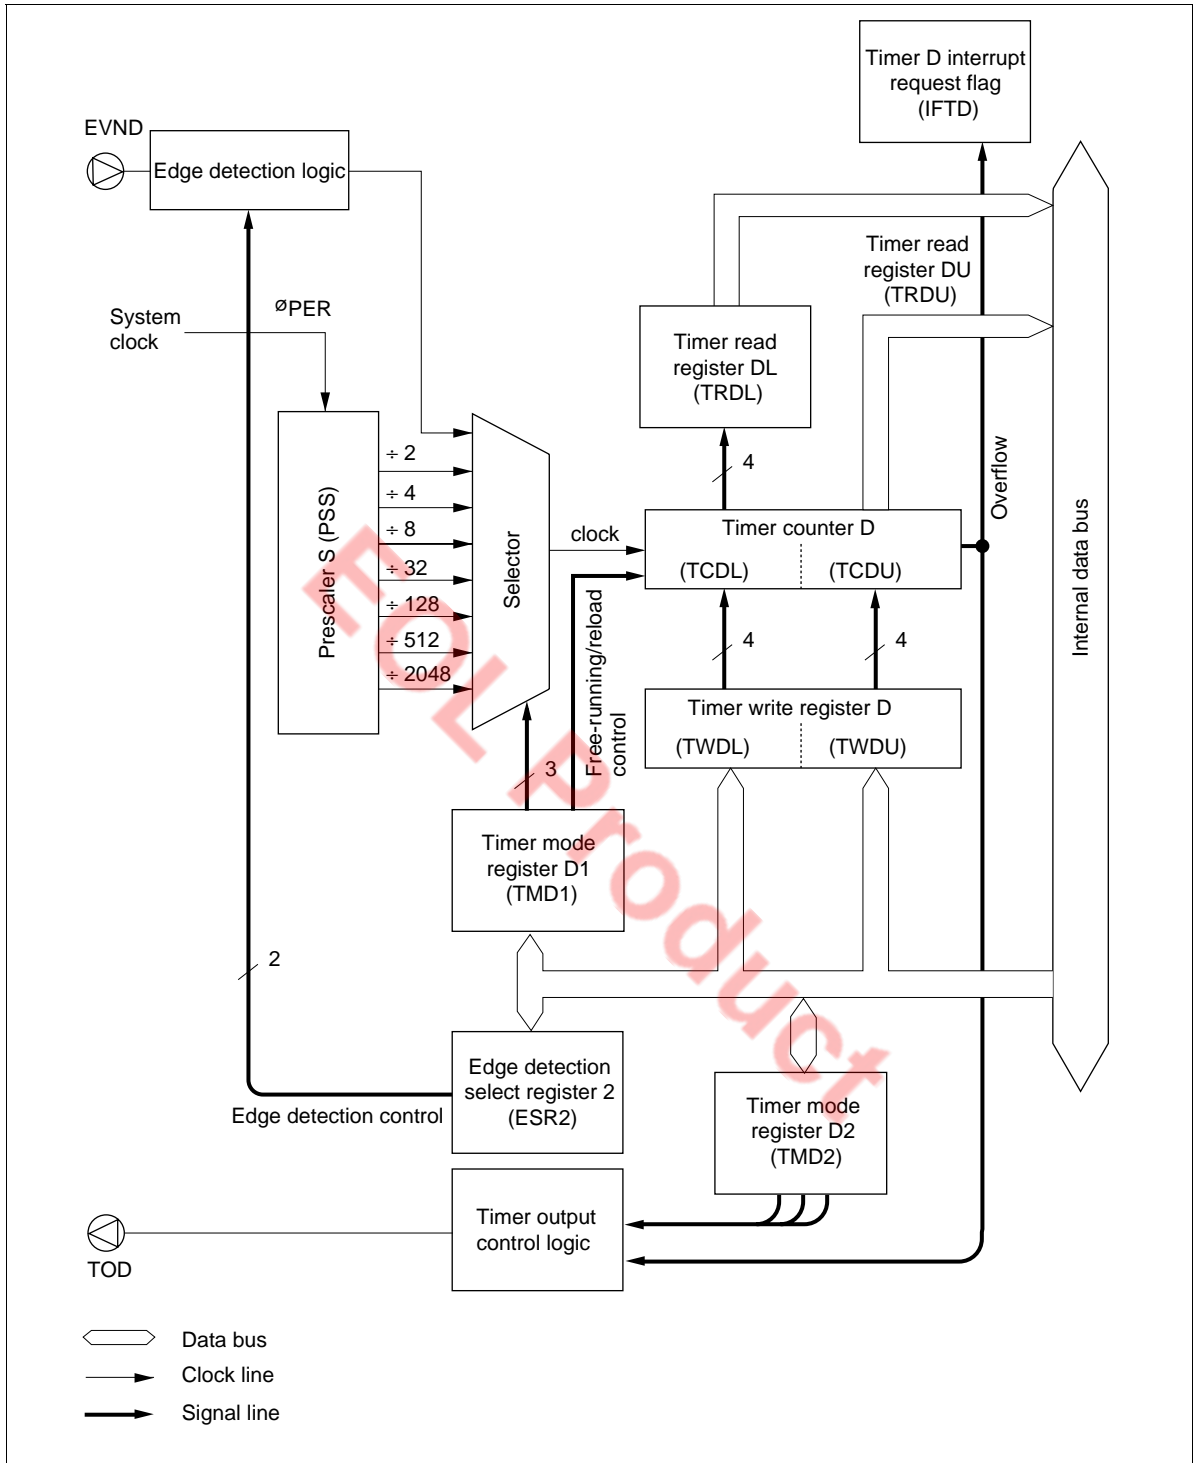 Timer D interrupt
request flag
(IFTD)
EVND
Edge detection logic
Timer read
register DU
(TRDU)
øPER
System
clock
Timer read
register DL
(TRDL)
Prescaler S (PSS)
÷ 2
÷ 4
÷ 8
÷ 32
÷ 128
÷ 512
÷ 2048
Selector
clock
4
Overflow
Internal data bus
Timer counter D
(TCDL)
(TCDU)
4
4
Free-running/reload
control
Timer write register D
(TWDL)
(TWDU)
3
Timer mode
register D1
(TMD1)
2
Edge detection
select register 2
(ESR2)
Edge detection control
Timer mode
register D2
(TMD2)
Timer output
control logic
TOD
Data bus
Clock line
Signal line
EOL Product